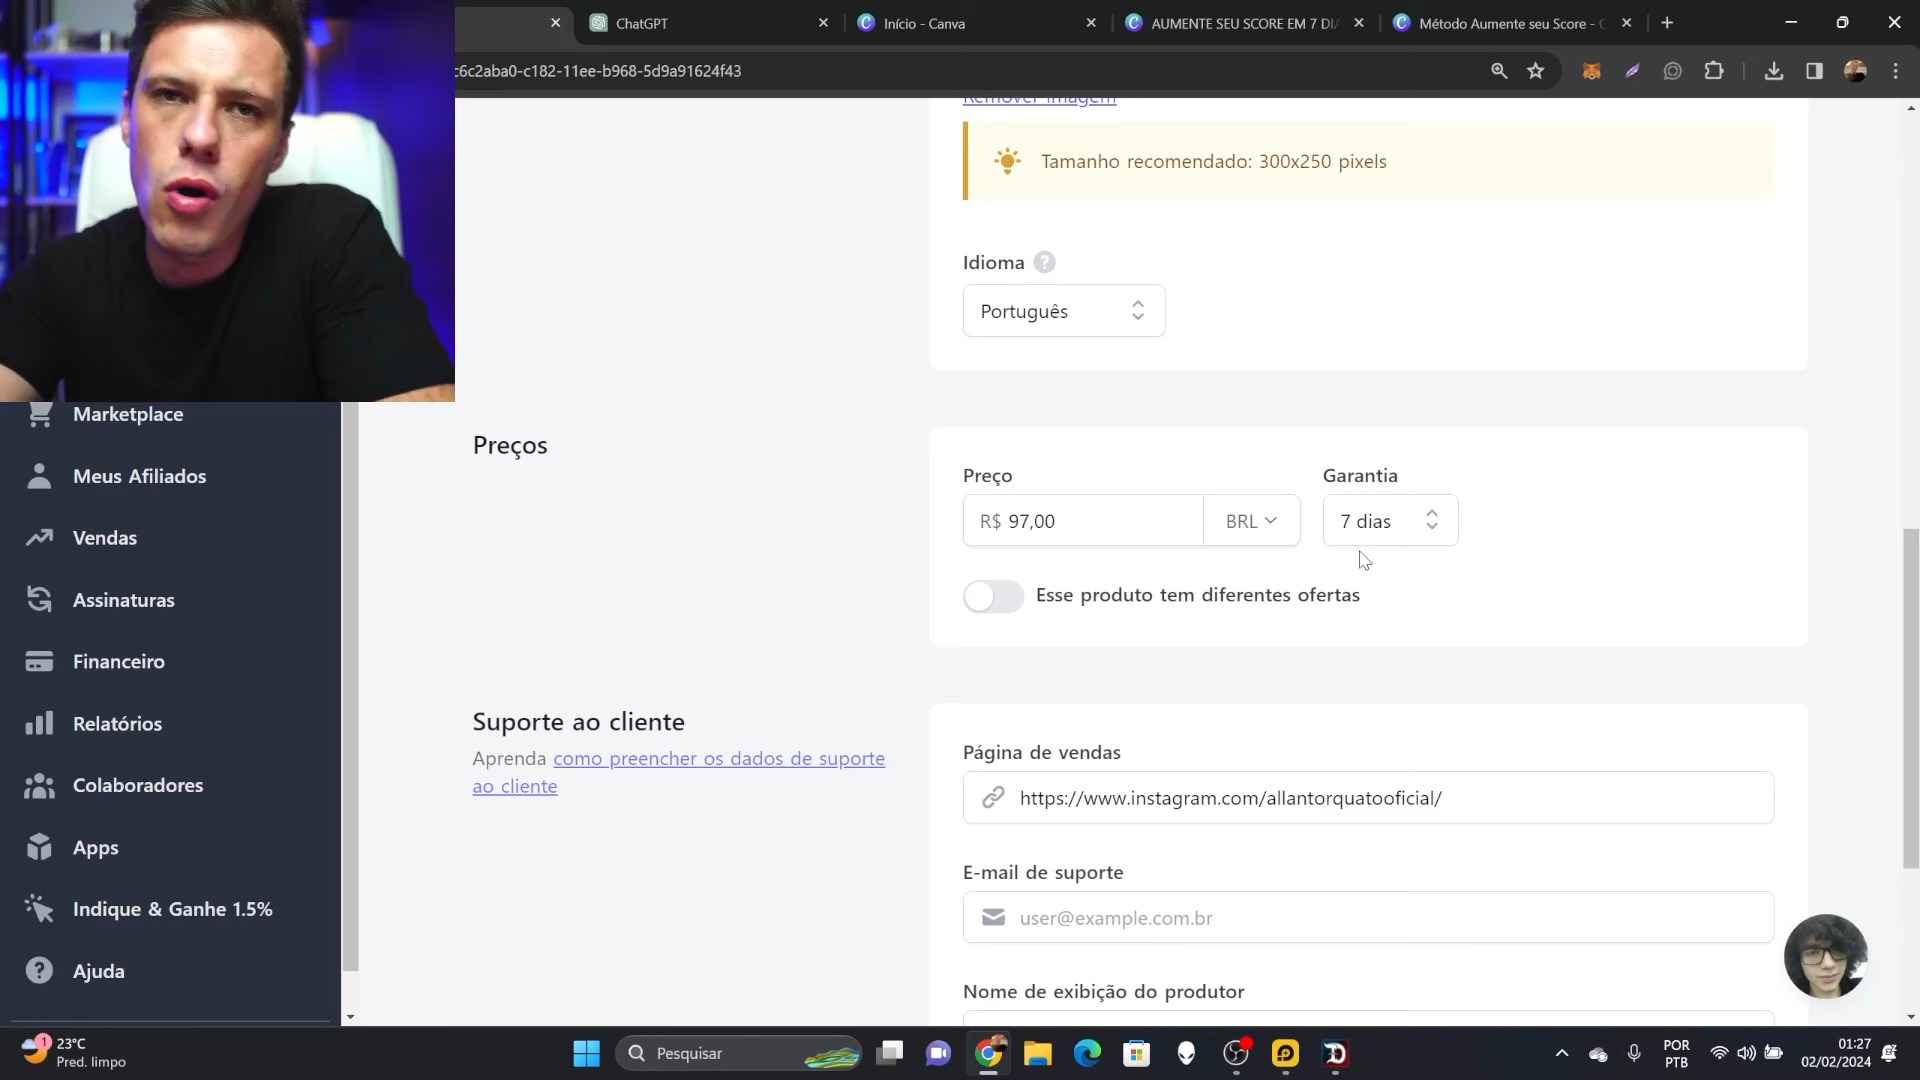 ChatGPT
Início - Canva
AUMENTE SEU SCORE EM 7 DI
Método Aumente seu Score - C
c6c2aba0-c182-11ee-b968-5d9a91624f43
Remover imagem
Tamanho recomendado: 300x250 pixels
Idioma ?
Português
Marketplace
Meus Afiliados
Vendas
Assinaturas
Financeiro
Relatórios
Colaboradores
Apps
Indique & Ganhe 1.5%
Ajuda
Preços
Preço
Garantia
R$ 97,00
BRL
7 dias
Esse produto tem diferentes ofertas
Suporte ao cliente
Aprenda como preencher os dados de suporte
ao cliente
Página de vendas
https://www.instagram.com/allantorquatooficial/
E-mail de suporte
user@example.com.br
Nome de exibição do produtor
1
23°C
Pred. limpo
Pesquisar
POR
PTB
01:27
02/02/2024